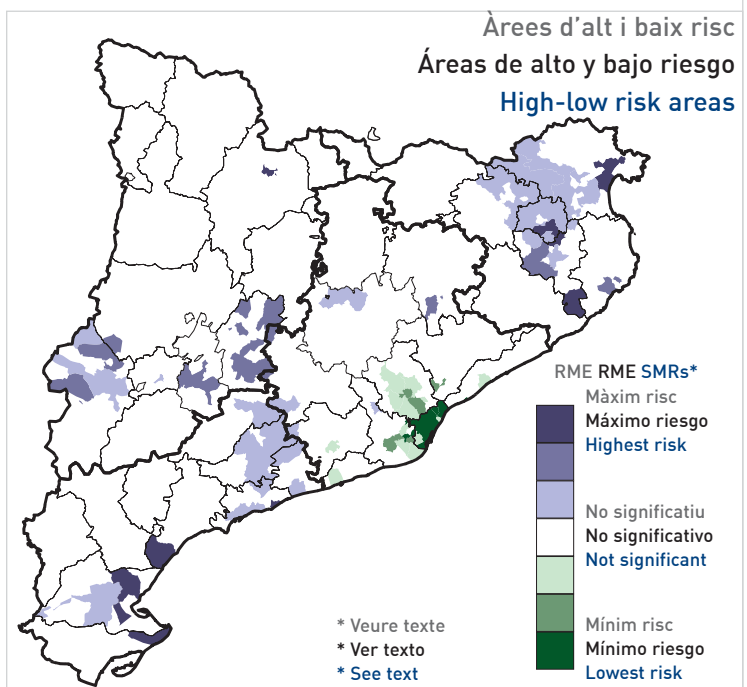 Àrees d'alt i baix risc
Áreas de alto y bajo riesgo
High-low risk areas
RME RME SMRs*
Màxim risc
Máximo riesgo
Highest risk
No significatiu
No significativo
Not significant
Mínim risc
Mínimo riesgo
Lowest risk
* Veure texte
* Ver texto
* See text